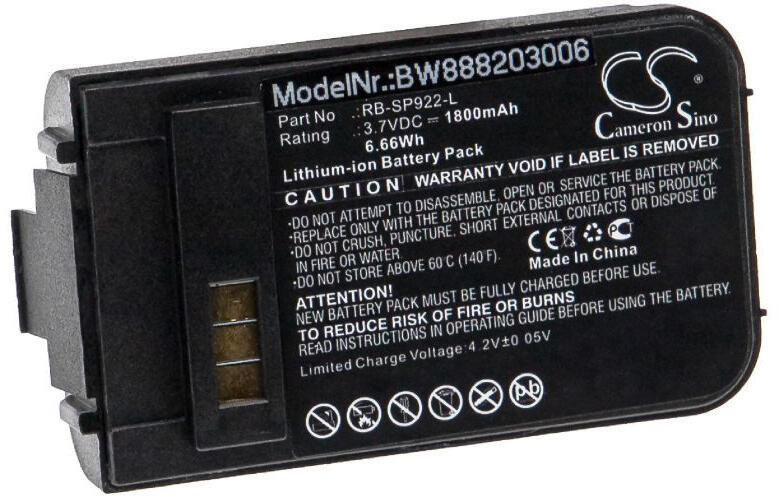 ModelNr.:BW888203006
Part No .:RB-SP922-L
Rating .:3.7VDC⎓1800mAh
6.66Wh
Lithium-ion Battery Pack
CS
®
Cameron Sino
CAUTION! WARRANTY VOID IF LABEL IS REMOVED
•DO NOT ATTEMPT TO DISASSEMBLE, OPEN OR SERVICE THE BATTERY
•REPLACE ONLY WITH THE BATTERY PACK DESIGNATED FOR THIS PRODUCT.
•DO NOT CRUSH, PUNCTURE, SHORT EXTERNAL CONTACTS OR DISPOSE OF
IN FIRE OR WATER.
•DO NOT STORE ABOVE 60℃ (140℉).
CE PC
Made In China
ATTENTION!
NEW BATTERY PACK MUST BE FULLY CHARGED BEFORE USE
TO REDUCE RISK OF FIRE OR BURNS
READ INSTRUCTIONS IN OPERATING GUIDE BEFORE USING BATTERY.
Limited Charge Voltage:4.2V±0 05V
Pb